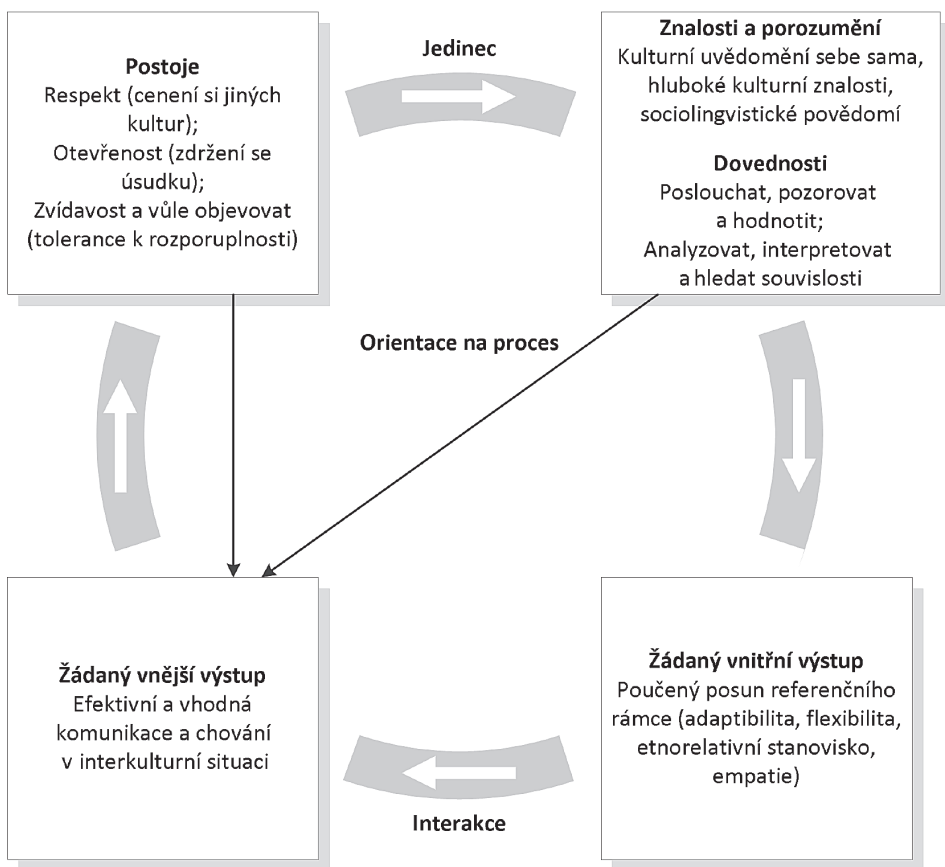 Postoje
Respekt (cenení si jiných
kultur);
Otevřenost (zdržení se
úsudku);
Zvídavost a vůle objevovat
(tolerance k rozporuplnosti)
Jedinec
Znalosti a porozumění
Kulturní uvědomění sebe sama,
hluboké kulturní znalosti,
sociolingvistické povědomí
Dovednosti
Poslouchat, pozorovat
a hodnotit;
Analyzovat, interpretovat
a hledat souvislosti
Orientace na proces
Žádaný vnější výstup
Efektivní a vhodná
komunikace a chování
v interkulturní situaci
Žádaný vnitřní výstup
Poučený posun referenčního
rámce (adaptibilita, flexibilita,
etnorelativní stanovisko,
empatie)
Interakce